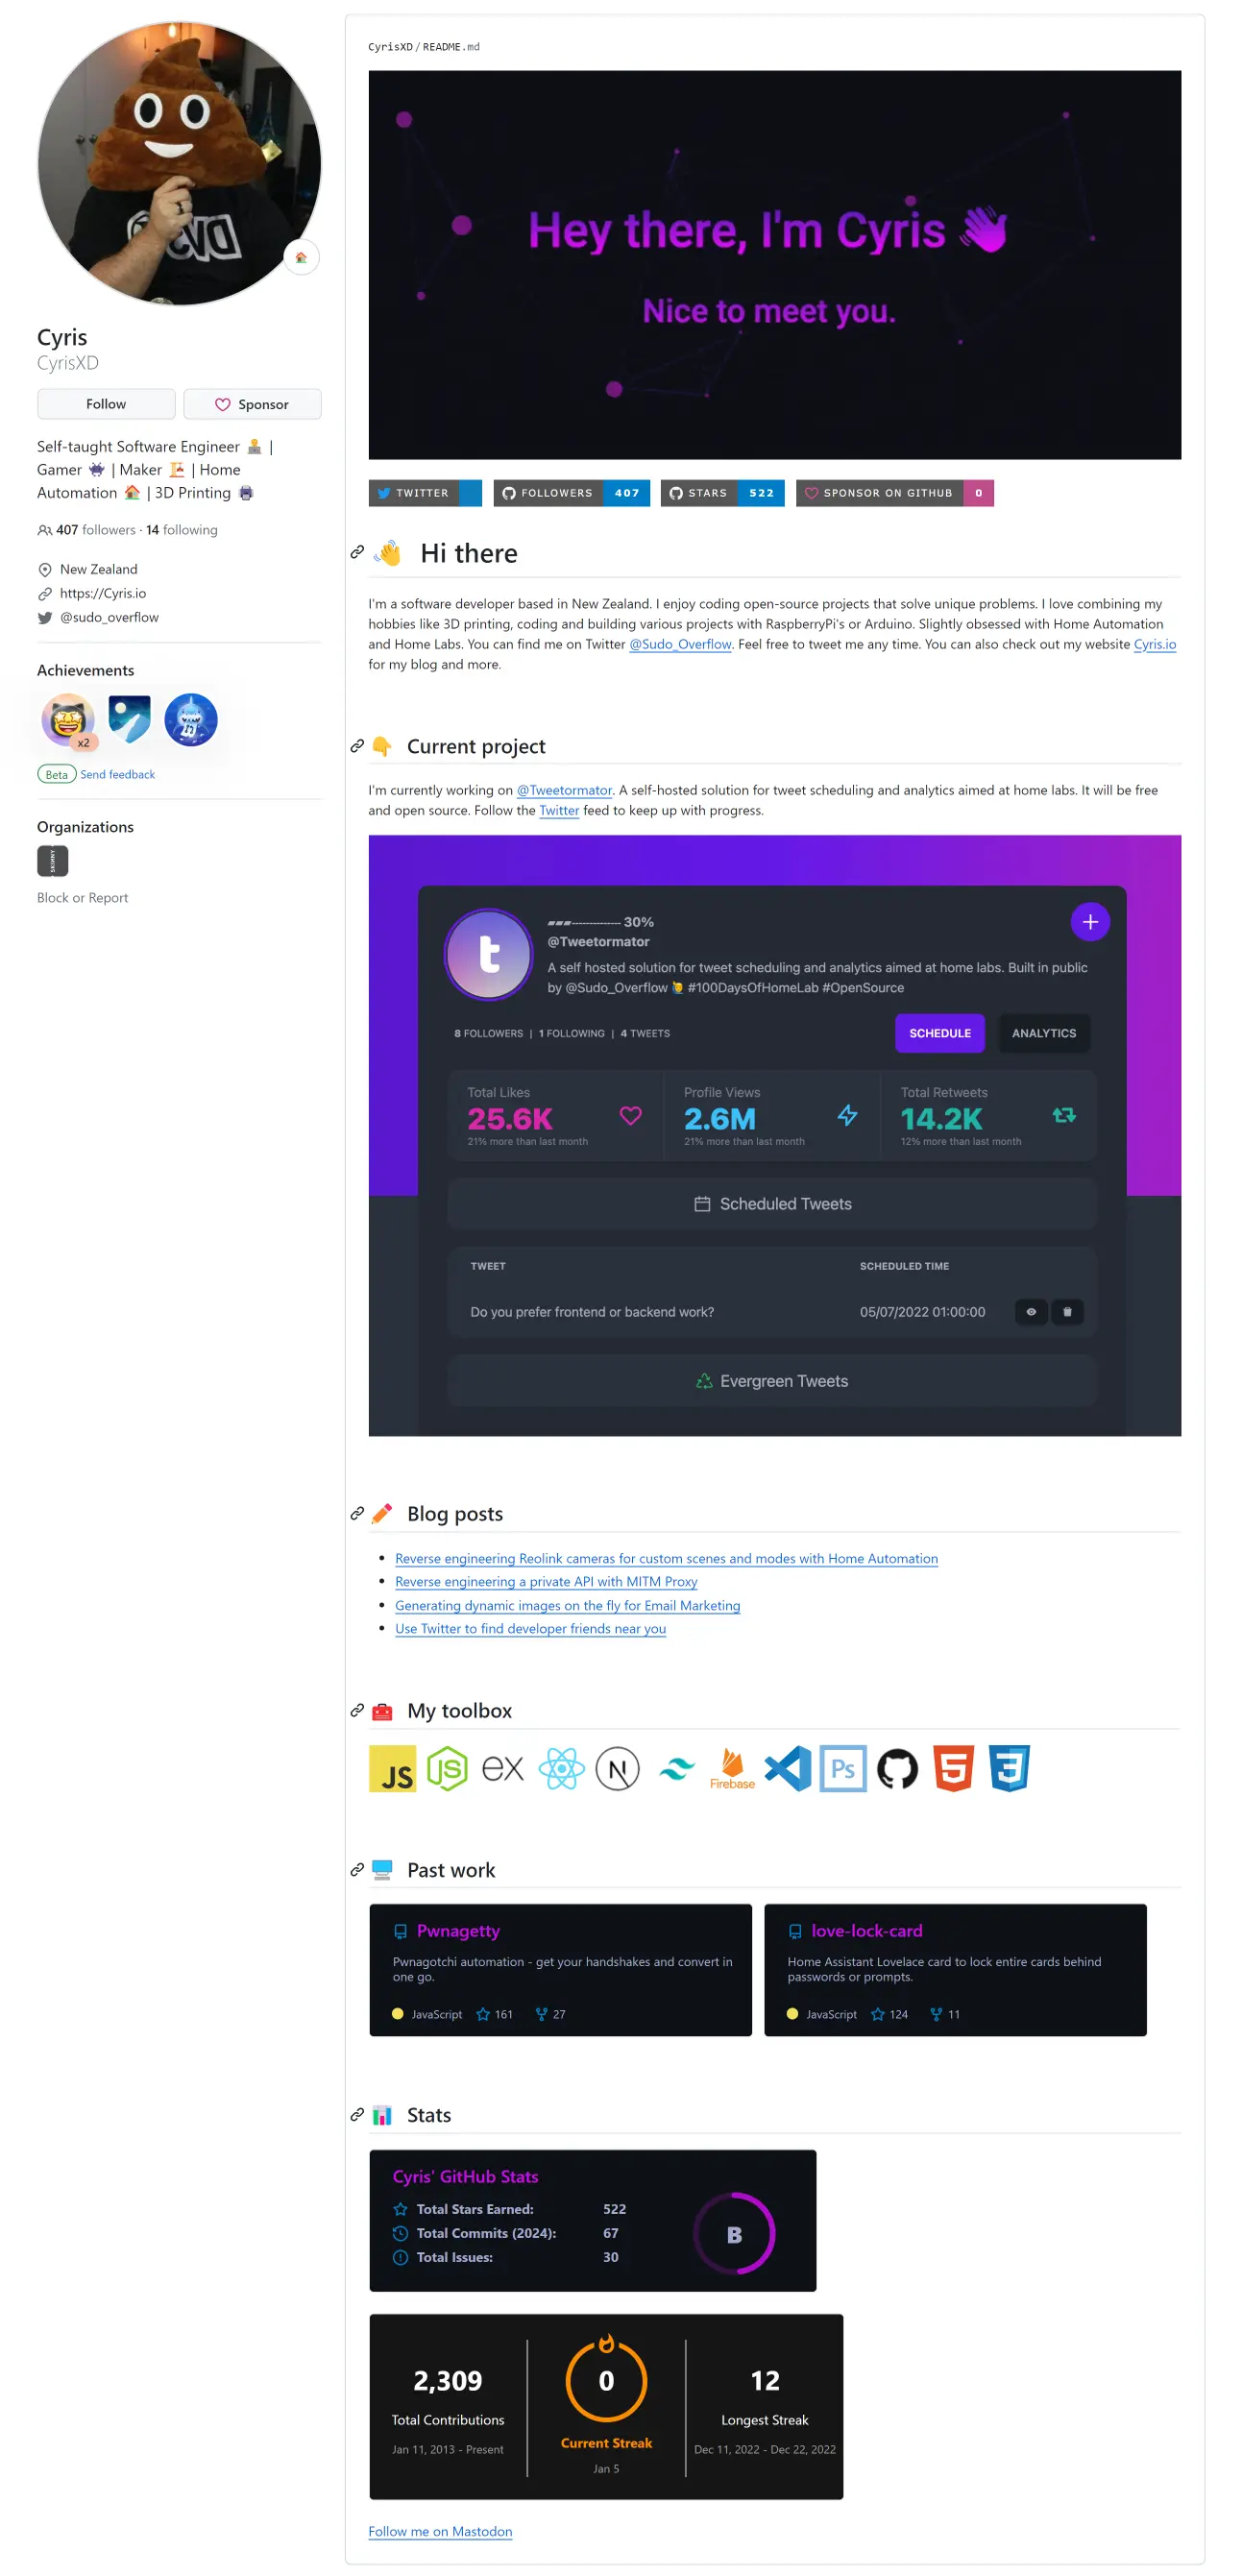 Cyris
CyrisXD
Follow
Sponsor
Self-taught Software Engineer 🧑‍💻 |
Gamer 👾 | Maker 🏗️ | Home
Automation 🏠 | 3D Printing 🖨️
407 followers · 14 following
New Zealand
https://Cyris.io
@sudo_overflow
Achievements
x2
Beta Send feedback
Organizations
SKINNY
Block or Report
CyrisXD/README.md
Hey there, I'm Cyris 👋
Nice to meet you.
TWITTER
FOLLOWERS 407
STARS 522
SPONSOR ON GITHUB 0
👋 Hi there
I'm a software developer based in New Zealand. I enjoy coding open-source projects that solve unique problems. I love combining my
hobbies like 3D printing, coding and building various projects with RaspberryPi's or Arduino. Slightly obsessed with Home Automation
and Home Labs. You can find me on Twitter @Sudo_Overflow. Feel free to tweet me any time. You can also check out my website Cyris.io
for my blog and more.
👇 Current project
I'm currently working on @Tweetormator. A self-hosted solution for tweet scheduling and analytics aimed at home labs. It will be free
and open source. Follow the Twitter feed to keep up with progress.
t
▰▰▰-------------- 30%
@Tweetormator
A self hosted solution for tweet scheduling and analytics aimed at home labs. Built in public
by @Sudo_Overflow 🙋‍♂️ #100DaysOfHomeLab #OpenSource
8 FOLLOWERS | 1 FOLLOWING | 4 TWEETS
SCHEDULE
ANALYTICS
Total Likes
25.6K
21% more than last month
Profile Views
2.6M
21% more than last month
Total Retweets
14.2K
12% more than last month
Scheduled Tweets
TWEET
SCHEDULED TIME
Do you prefer frontend or backend work?
05/07/2022 01:00:00
Evergreen Tweets
✏️ Blog posts
• Reverse engineering Reolink cameras for custom scenes and modes with Home Automation
• Reverse engineering a private API with MITM Proxy
• Generating dynamic images on the fly for Email Marketing
• Use Twitter to find developer friends near you
🧰 My toolbox
JS JS ex N Firebase Ps 5 3
🖥️ Past work
Pwnagetty
Pwnagotchi automation - get your handshakes and convert in
one go.
JavaScript 161 27
love-lock-card
Home Assistant Lovelace card to lock entire cards behind
passwords or prompts.
JavaScript 124 11
📊 Stats
Cyris' GitHub Stats
Total Stars Earned: 522
Total Commits (2024): 67
Total Issues: 30
B
2,309
Total Contributions
Jan 11, 2013 - Present
0
Current Streak
Jan 5
12
Longest Streak
Dec 11, 2022 - Dec 22, 2022
Follow me on Mastodon